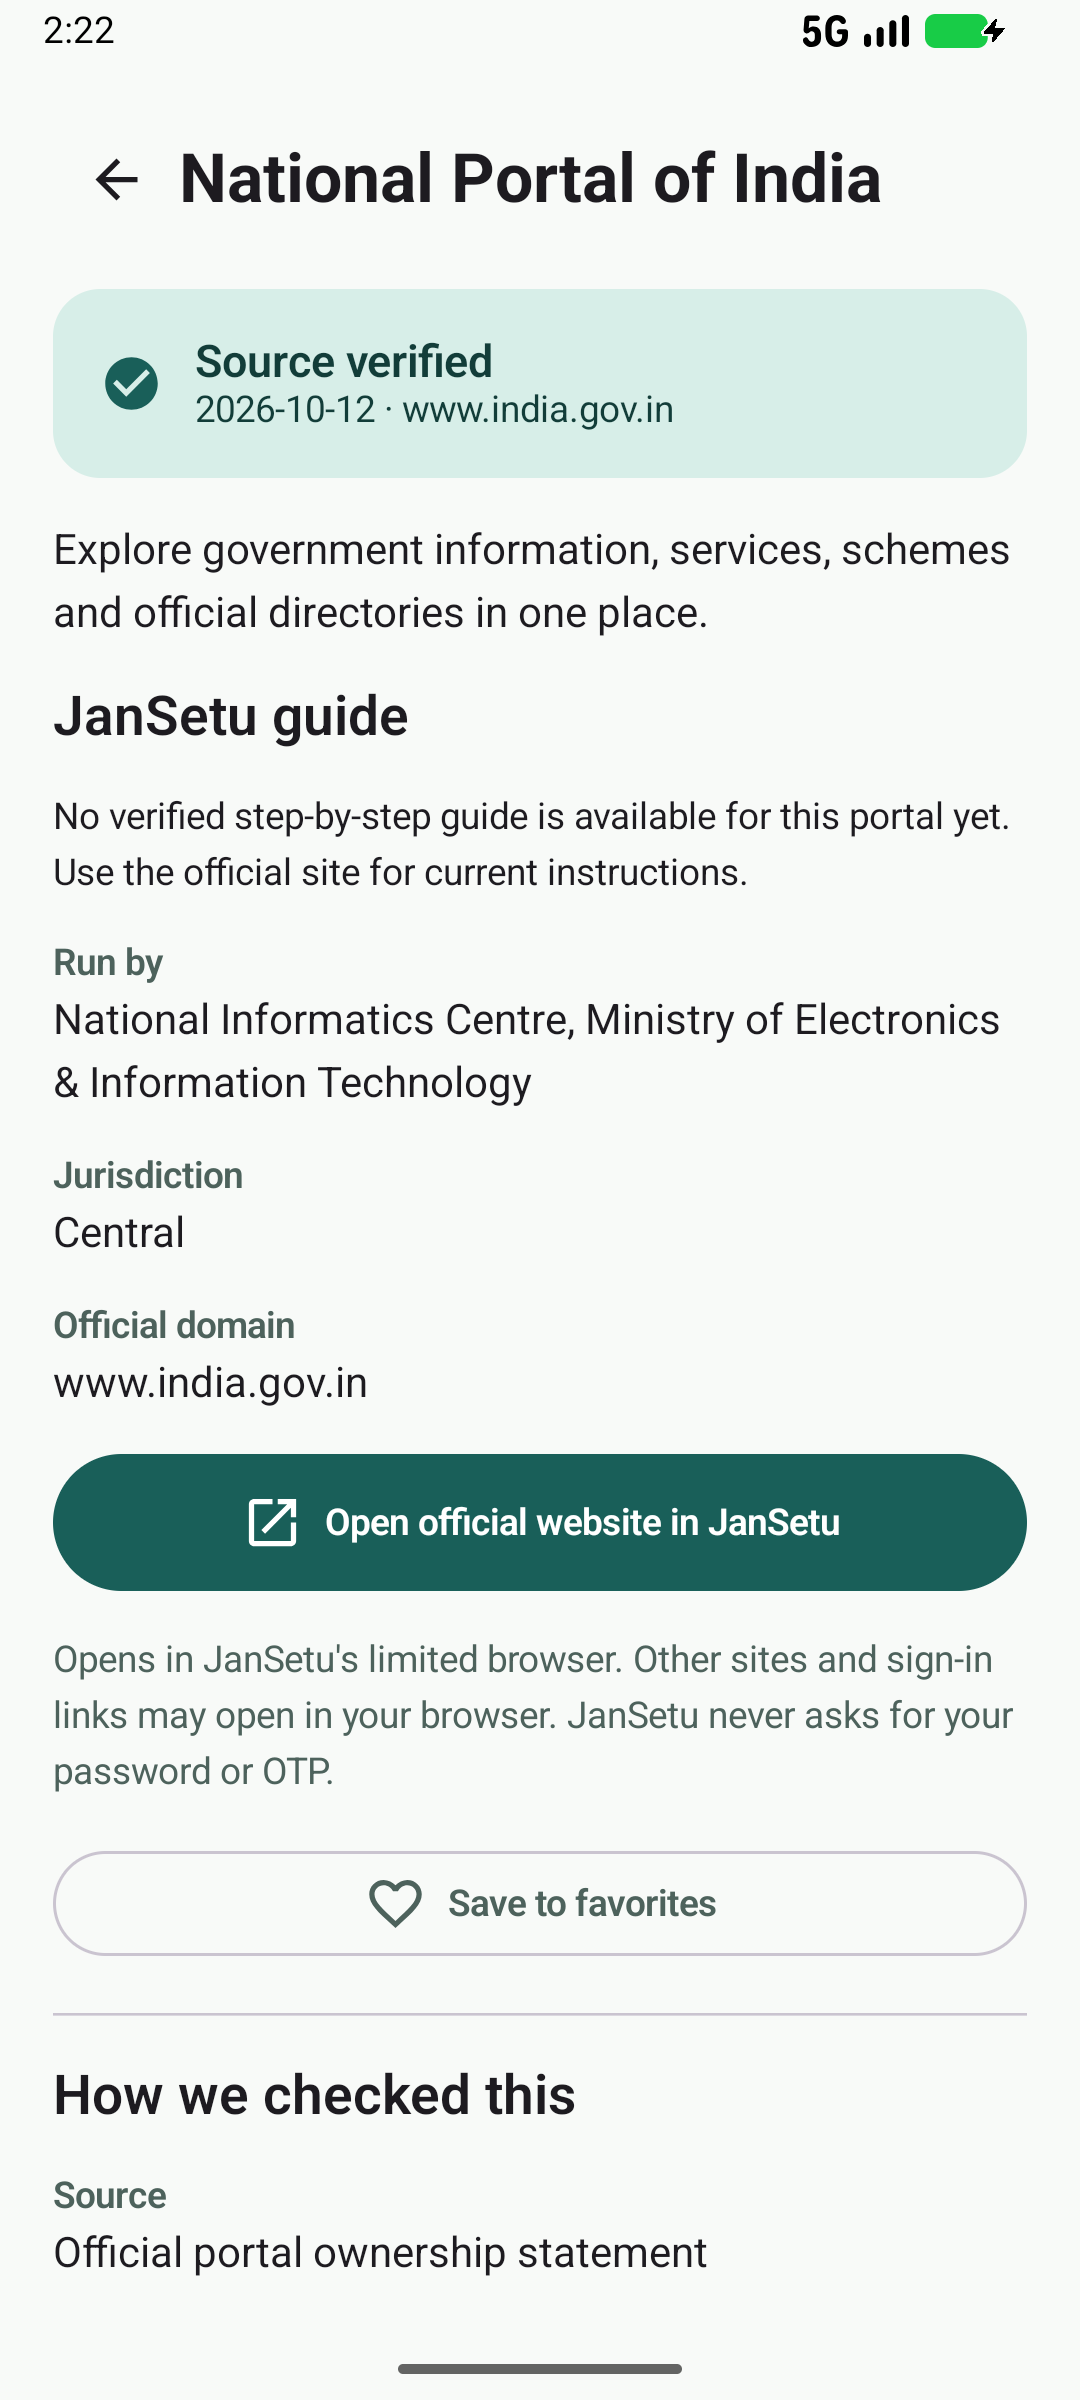 2:22
5G
National Portal of India
Source verified
2026-10-12 · www.india.gov.in
Explore government information, services, schemes
and official directories in one place.
JanSetu guide
No verified step-by-step guide is available for this portal yet.
Use the official site for current instructions.
Run by
National Informatics Centre, Ministry of Electronics
& Information Technology
Jurisdiction
Central
Official domain
www.india.gov.in
Open official website in JanSetu
Opens in JanSetu's limited browser. Other sites and sign-in
links may open in your browser. JanSetu never asks for your
password or OTP.
Save to favorites
How we checked this
Source
Official portal ownership statement